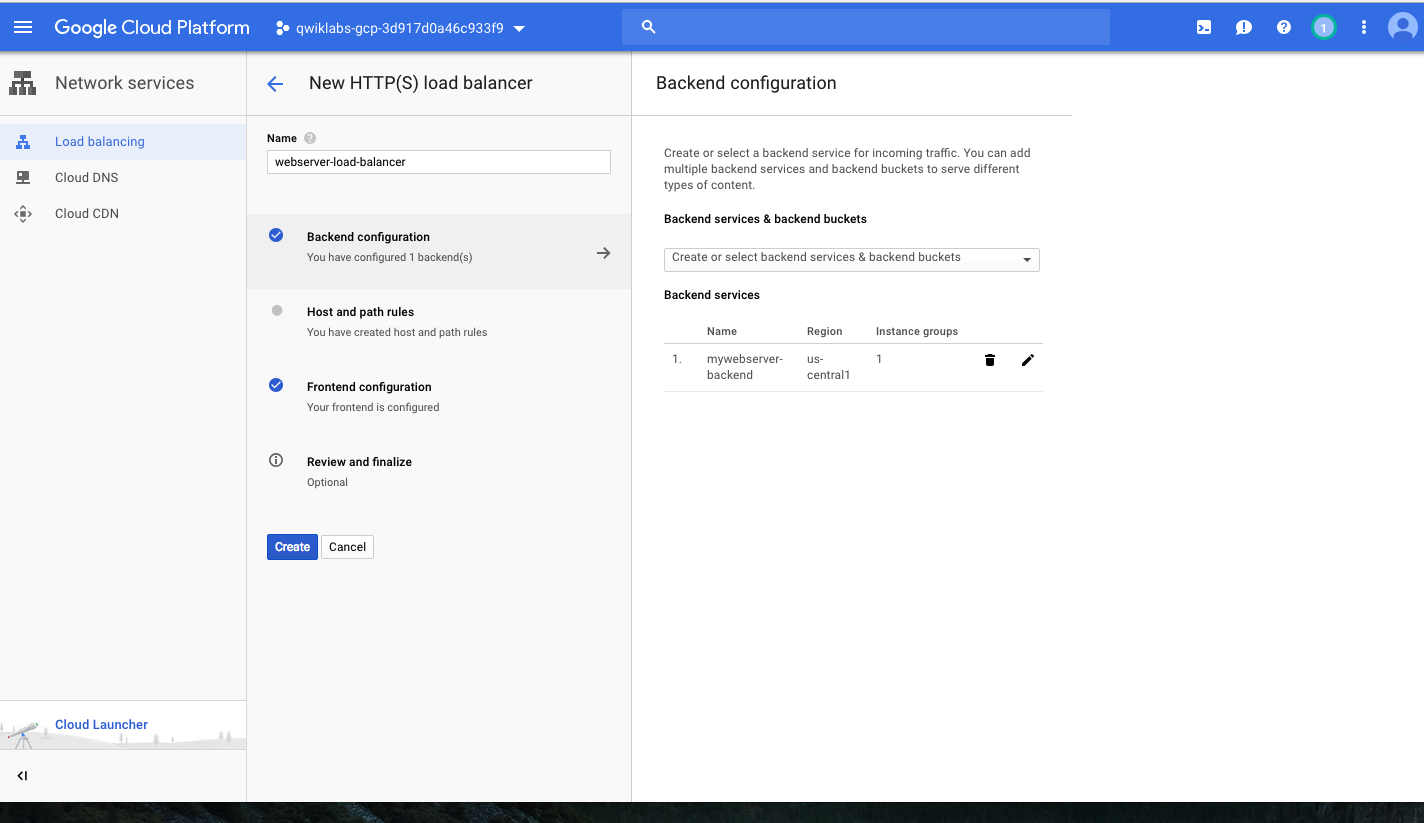 Google Cloud Platform
qwiklabs-gcp-3d917d0a46c933f9
1
Network services
Load balancing
Cloud DNS
Cloud CDN
Cloud Launcher
New HTTP(S) load balancer
Name ?
webserver-load-balancer
Backend configuration
You have configured 1 backend(s)
Host and path rules
You have created host and path rules
Frontend configuration
Your frontend is configured
Review and finalize
Optional
Create Cancel
Backend configuration
Create or select a backend service for incoming traffic. You can add
multiple backend services and backend buckets to serve different
types of content.
Backend services & backend buckets
Create or select backend services & backend buckets
Backend services
Name Region Instance groups
1. mywebserver- us- 1
backend central1